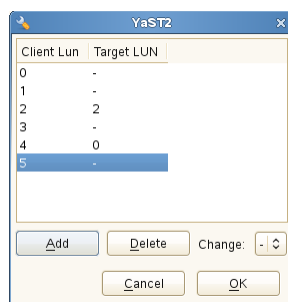 YaST2
Client Lun Target LUN
0 -
1 -
2 2
3 -
4 0
5 -
Add Delete Change: -
Cancel OK